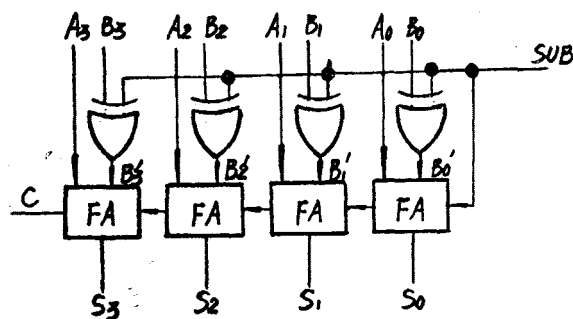 A₃ B₃ A₂ B₂ A₁ B₁ A₀ B₀
SUB
B₃' B₂' B₁' B₀'
C FA FA FA FA
S₃ S₂ S₁ S₀